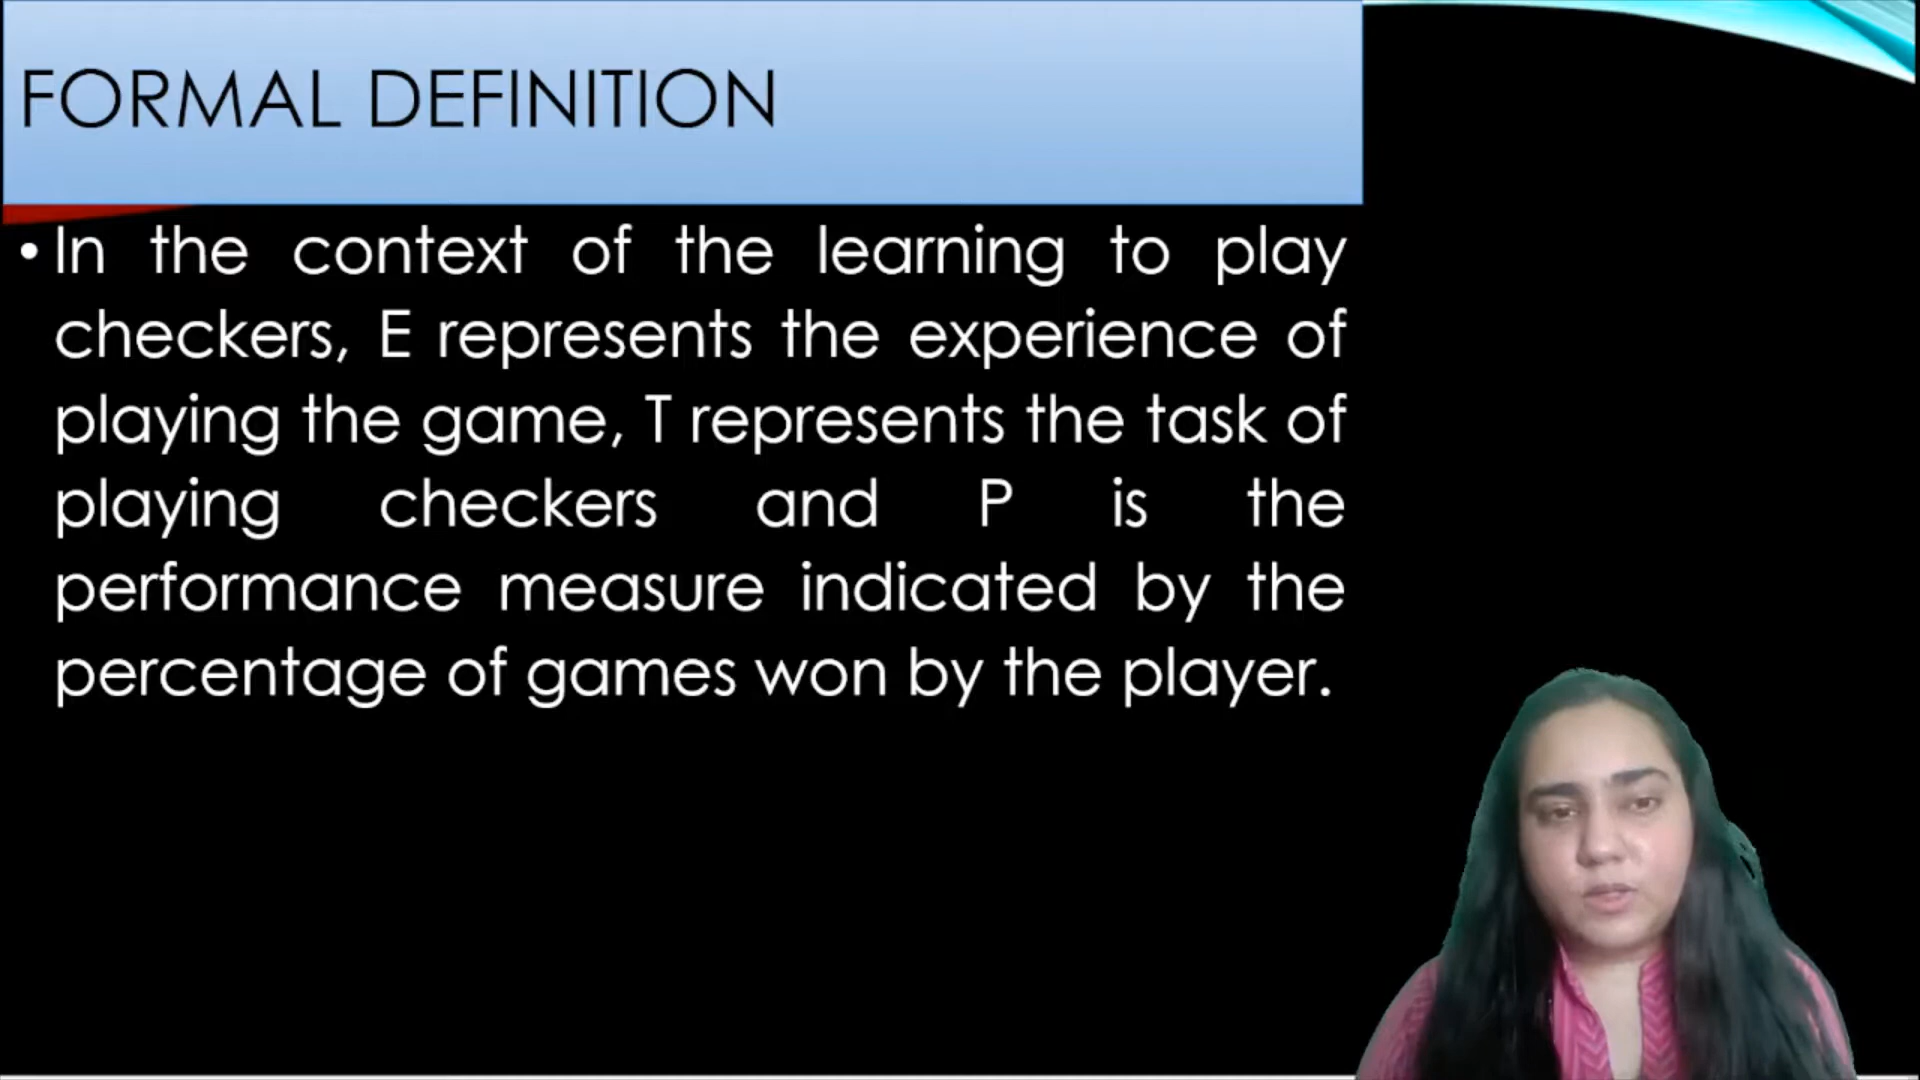 FORMAL DEFINITION
• In the context of the learning to play
checkers, E represents the experience of
playing the game, T represents the task of
playing checkers and P is the
performance measure indicated by the
percentage of games won by the player.